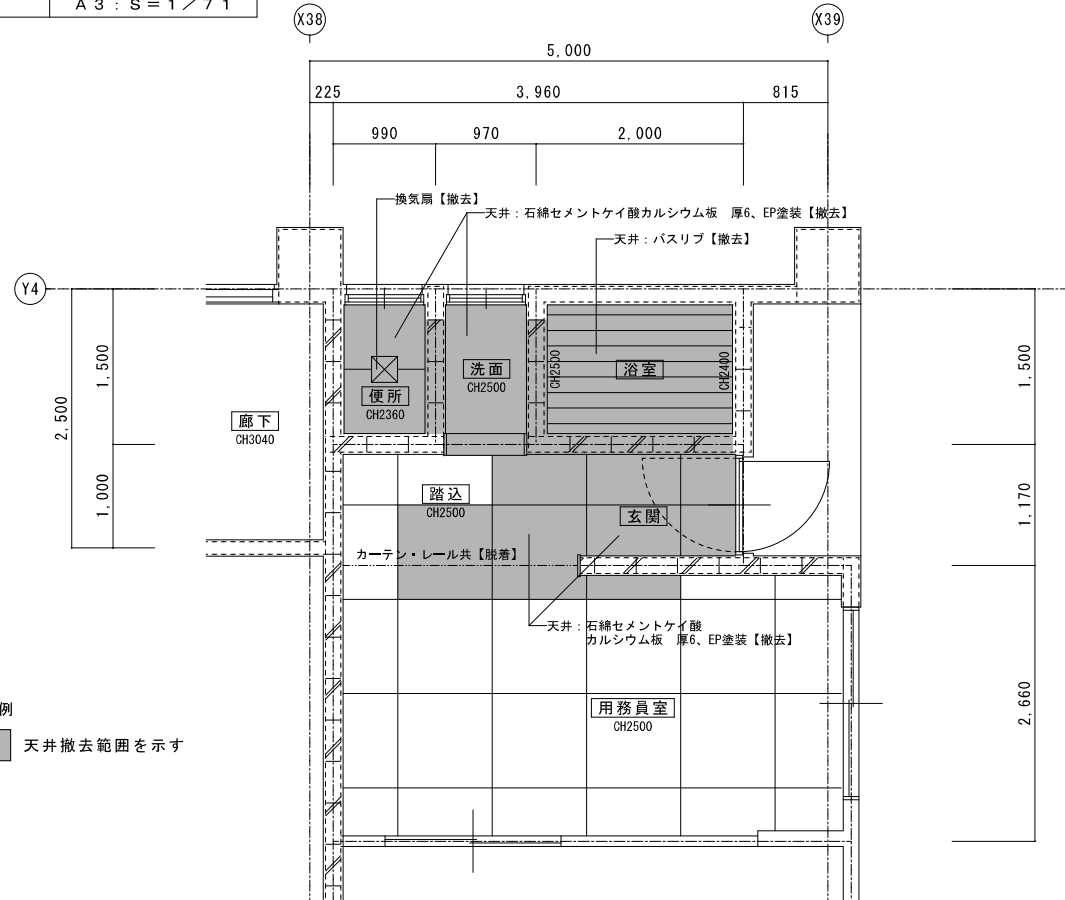 A3:S=1/71
X38
X39
5,000
225
3,960
815
990
970
2,000
換気扇【撤去】
天井：石綿セメントケイ酸カルシウム板　厚6、EP塗装【撤去】
天井：バスリブ【撤去】
Y4
1,500
2,500
1,000
洗面
CH2500
便所
CH2360
CH2500
浴室
CH2400
1,500
廊下
CH3040
踏込
CH2500
玄関
1,170
カーテン・レール共【脱着】
天井：石綿セメントケイ酸
カルシウム板　厚6、EP塗装【撤去】
用務員室
CH2500
2,660
例
天井撤去範囲を示す